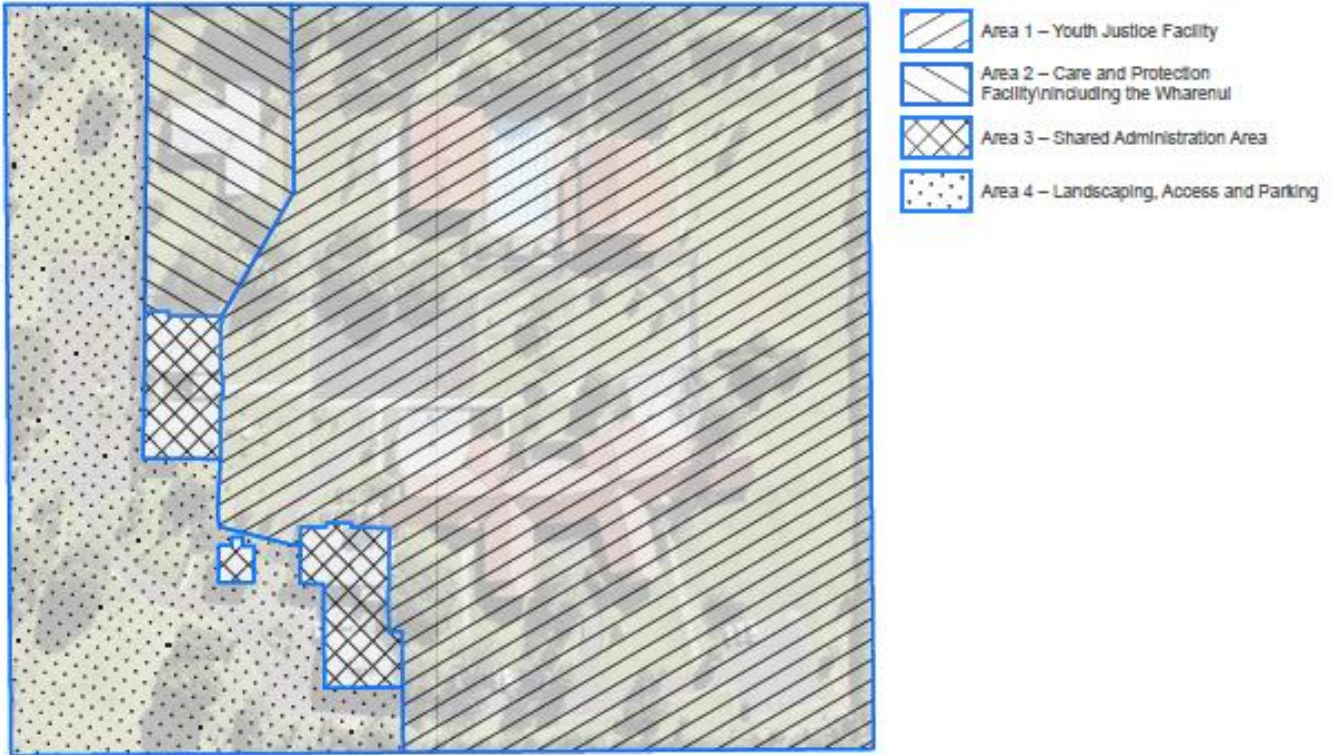 Area 1 – Youth Justice Facility
Area 2 – Care and Protection
Facility\nincluding the Wharenui
Area 3 – Shared Administration Area
Area 4 – Landscaping, Access and Parking